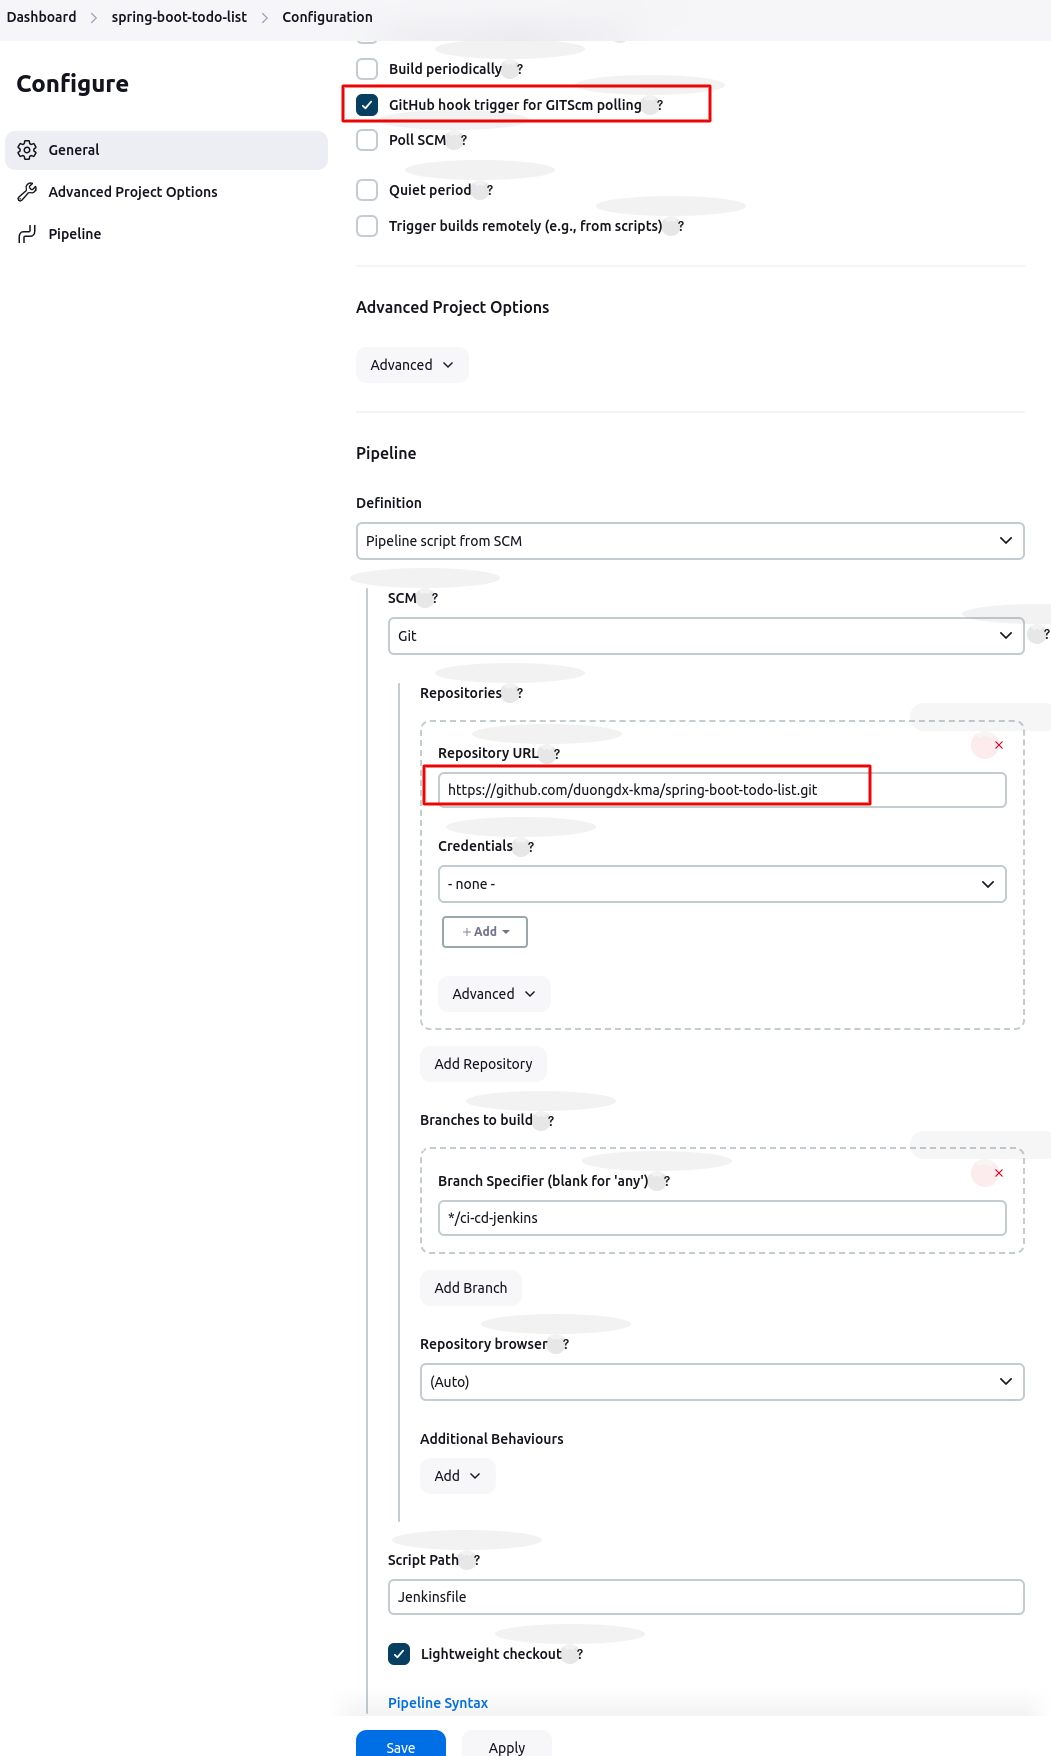 Dashboard > spring-boot-todo-list > Configuration
Configure
General
Advanced Project Options
Pipeline
Build periodically ?
GitHub hook trigger for GITScm polling ?
Poll SCM ?
Quiet period ?
Trigger builds remotely (e.g., from scripts) ?
Advanced Project Options
Advanced
Pipeline
Definition
Pipeline script from SCM
SCM ?
Git
?
Repositories ?
Repository URL ?
https://github.com/duongdx-kma/spring-boot-todo-list.git
Credentials ?
- none -
+ Add
Advanced
Add Repository
Branches to build ?
Branch Specifier (blank for 'any') ?
*/ci-cd-jenkins
Add Branch
Repository browser ?
(Auto)
Additional Behaviours
Add
Script Path ?
Jenkinsfile
Lightweight checkout ?
Pipeline Syntax
Save Apply